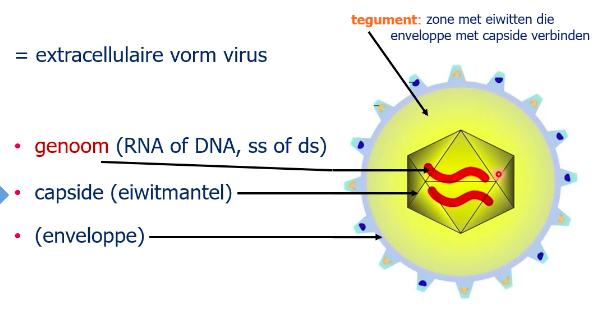 tegument: zone met eiwitten die
enveloppe met capside verbinden
= extracellulaire vorm virus
• genoom (RNA of DNA, ss of ds)
• capside (eiwitmantel)
• (enveloppe)